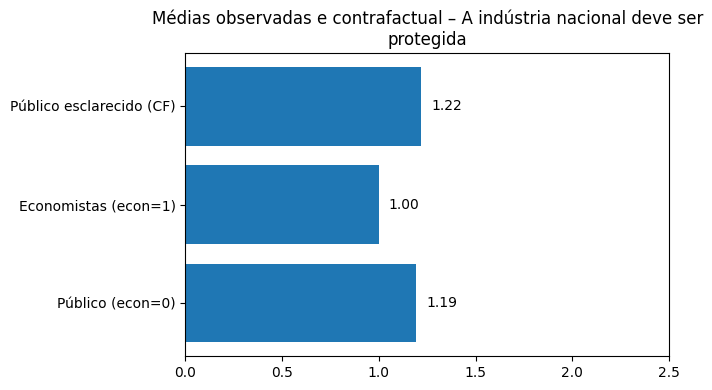 Médias observadas e contrafactual – A indústria nacional deve ser
protegida
Público esclarecido (CF)
1.22
Economistas (econ=1)
1.00
Público (econ=0)
1.19
0.0 0.5 1.0 1.5 2.0 2.5